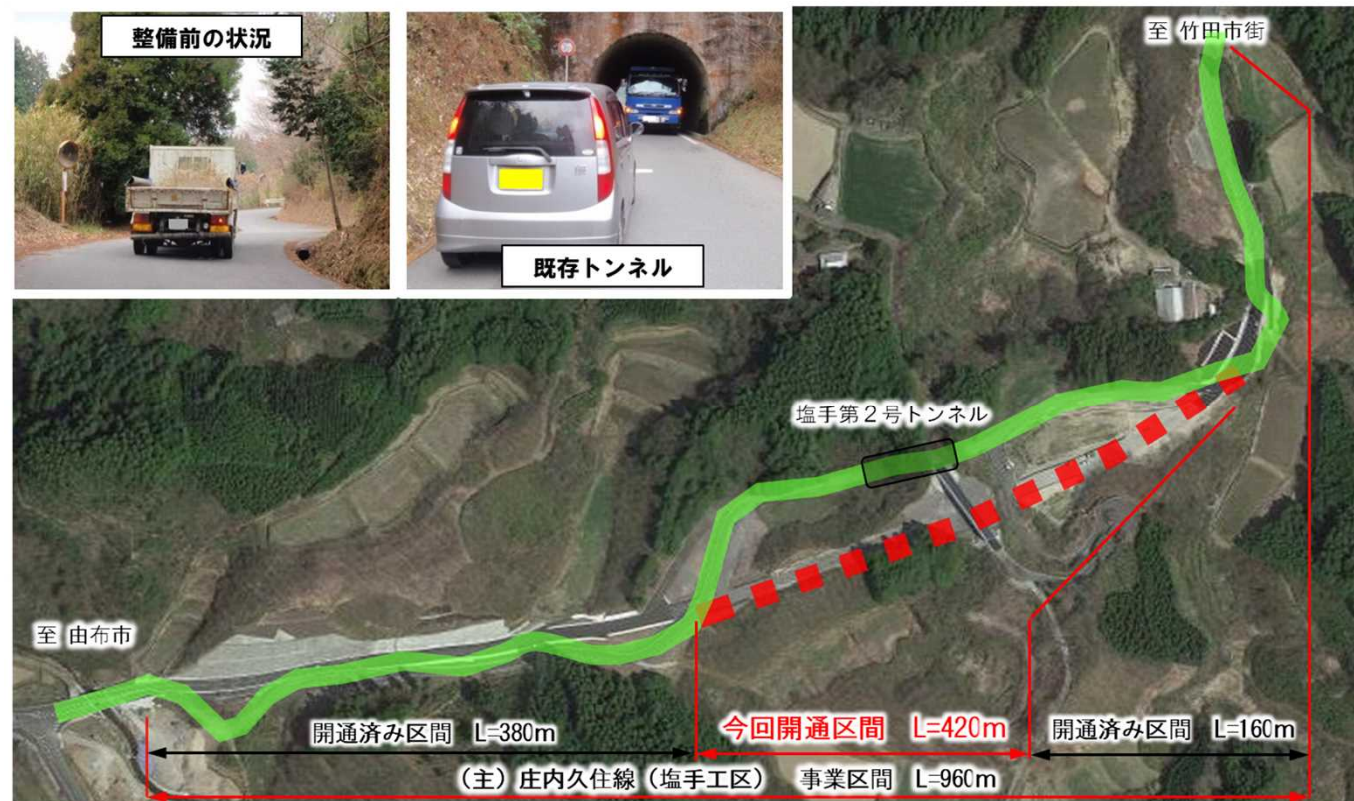 整備前の状況
既存トンネル
至 竹田市街
塩手第２号トンネル
至 由布市
開通済み区間　L=380m
今回開通区間　L=420m
開通済み区間　L=160m
（主）庄内久住線（塩手工区）　事業区間　L=960m